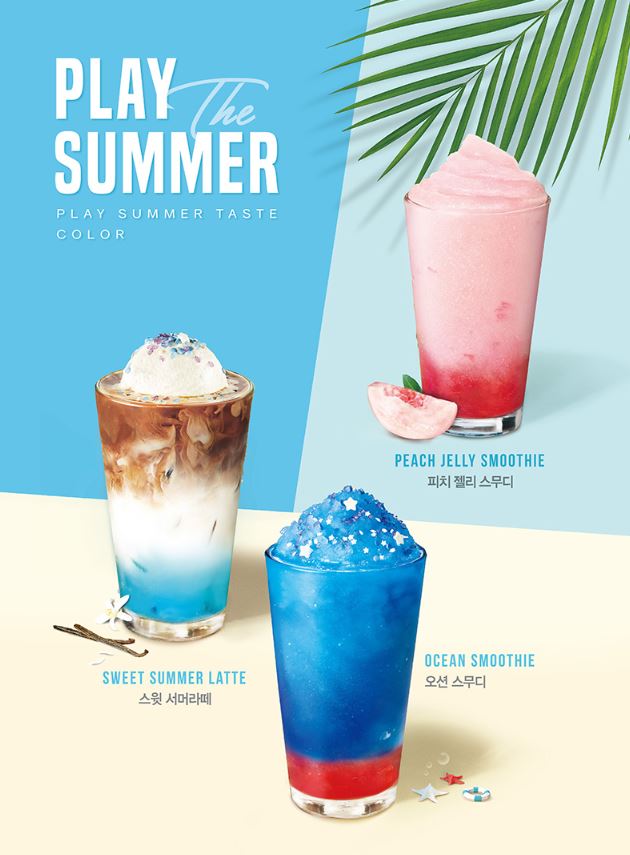 PLAY The
SUMMER
PLAY SUMMER TASTE
COLOR
PEACH JELLY SMOOTHIE
피치 젤리 스무디
OCEAN SMOOTHIE
오션 스무디
SWEET SUMMER LATTE
스윗 서머라떼